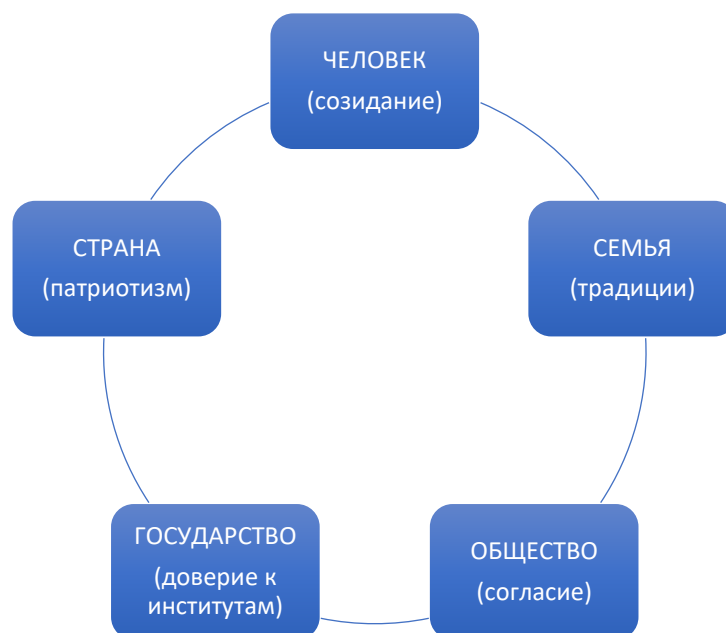 ЧЕЛОВЕК
(созидание)
СТРАНА
(патриотизм)
СЕМЬЯ
(традиции)
ГОСУДАРСТВО
(доверие к
институтам)
ОБЩЕСТВО
(согласие)